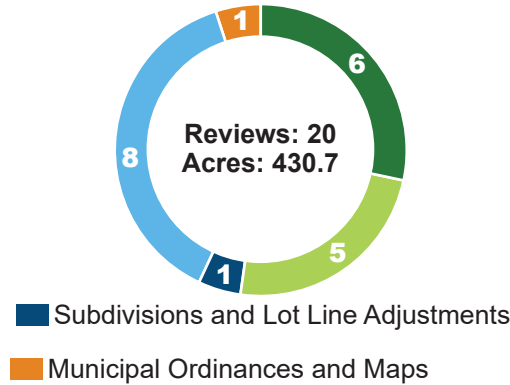 1
6
8
Reviews: 20
Acres: 430.7
5
1
Subdivisions and Lot Line Adjustments
Municipal Ordinances and Maps